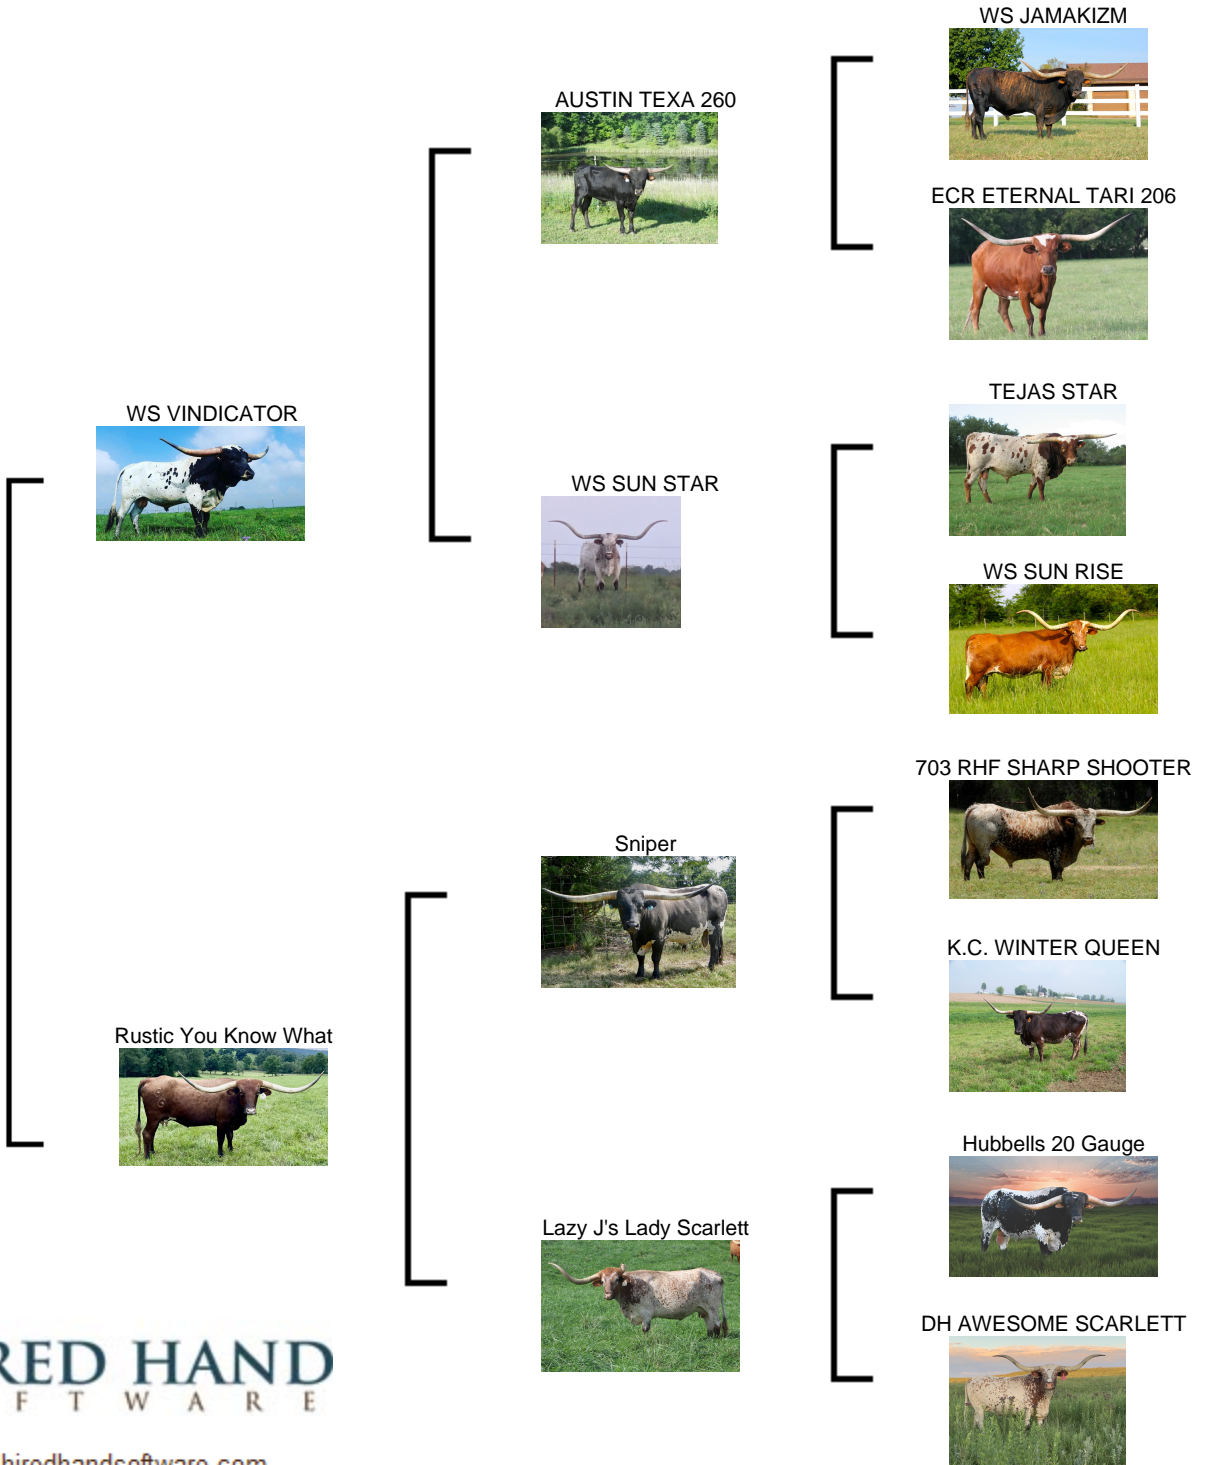 WS JAMAKIZM
AUSTIN TEXA 260
ECR ETERNAL TARI 206
TEJAS STAR
WS VINDICATOR
WS SUN STAR
WS SUN RISE
703 RHF SHARP SHOOTER
Sniper
K.C. WINTER QUEEN
Rustic You Know What
Hubbells 20 Gauge
Lazy J's Lady Scarlett
DH AWESOME SCARLETT
RED HAND
F T W A R E
hiredhandsoftware.com